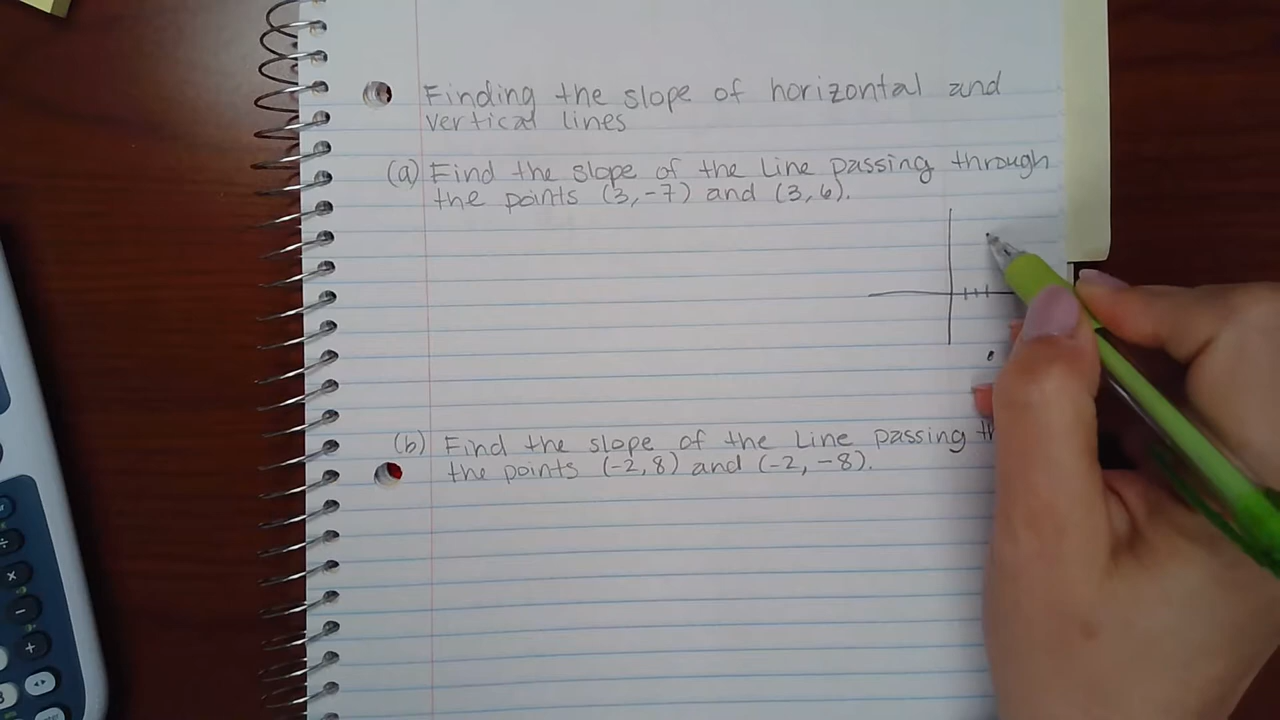 Finding the slope of horizontal and
vertical lines
(a) Find the slope of the Line passing through
the points (3,-7) and (3,6).
(b) Find the slope of the Line passing
the points (-2,8) and (-2,-8).
÷
×
−
+